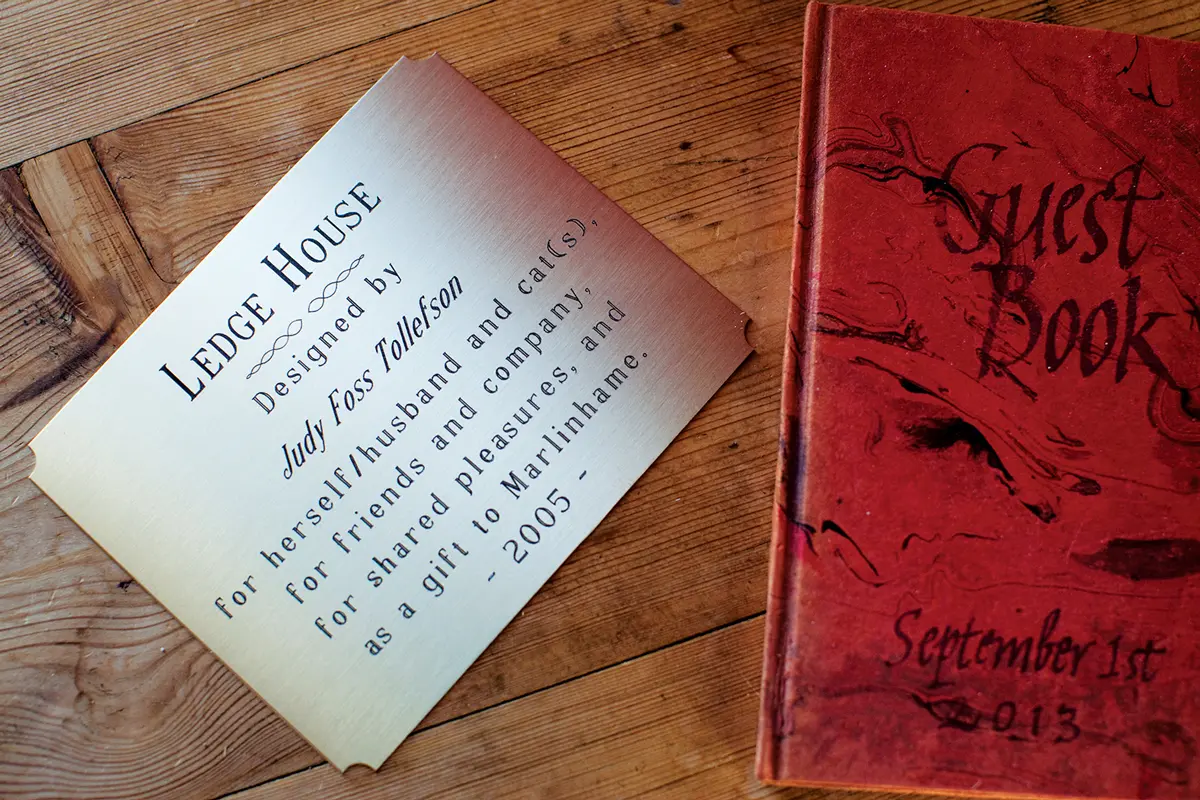 LEDGE HOUSE
Designed by
Judy Foss Tollefson
for herself/husband and cat(s),
for friends and company,
for shared pleasures, and
as a gift to Marlinhame.
- 2005 -
Guest
Book
September 1st
2013